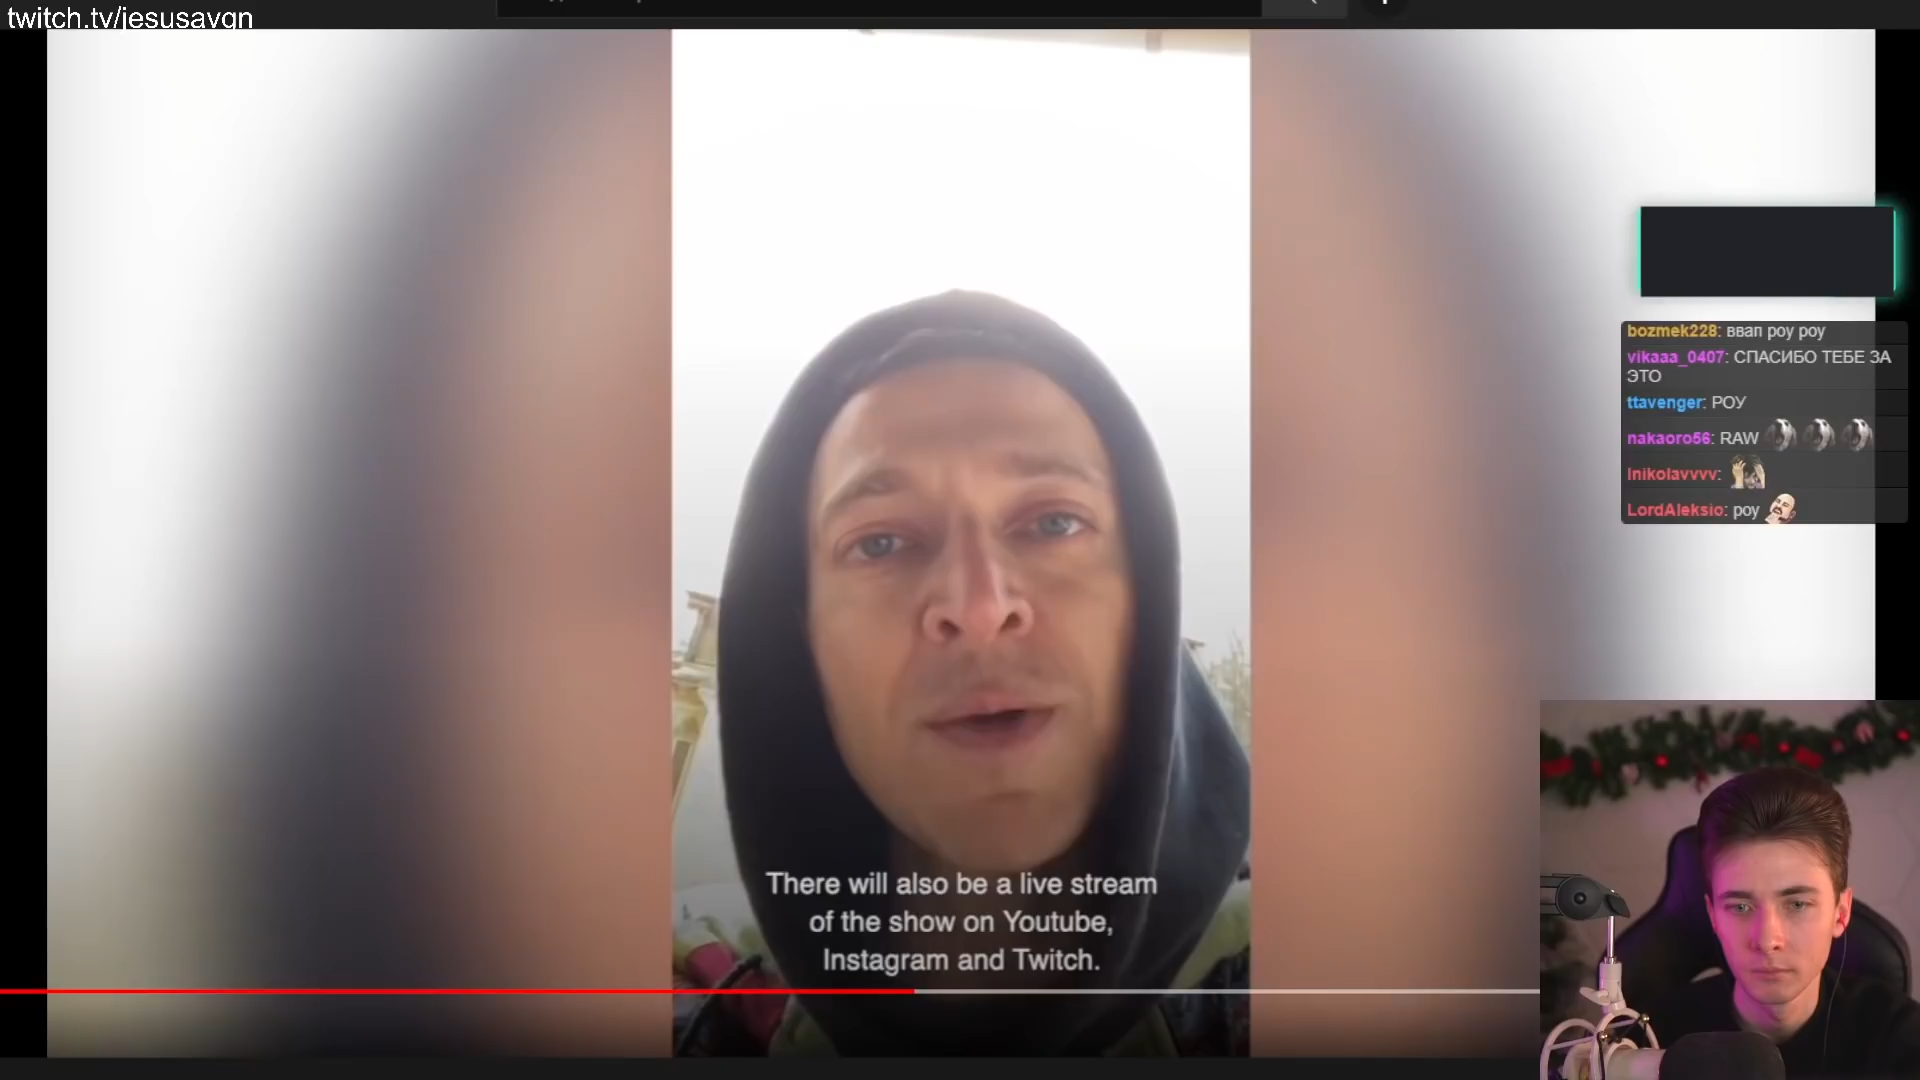 twitch.tv/jesusavgn
bozmek223: ввап роу роу
vikaaa_0407: СПАСИБО ТЕБЕ ЗА
ЭТО
ttavenger: РОУ
nakaoro56: RAW
Inikolavvvv:
LordAleksio: роу
There will also be a live stream
of the show on Youtube,
Instagram and Twitch.